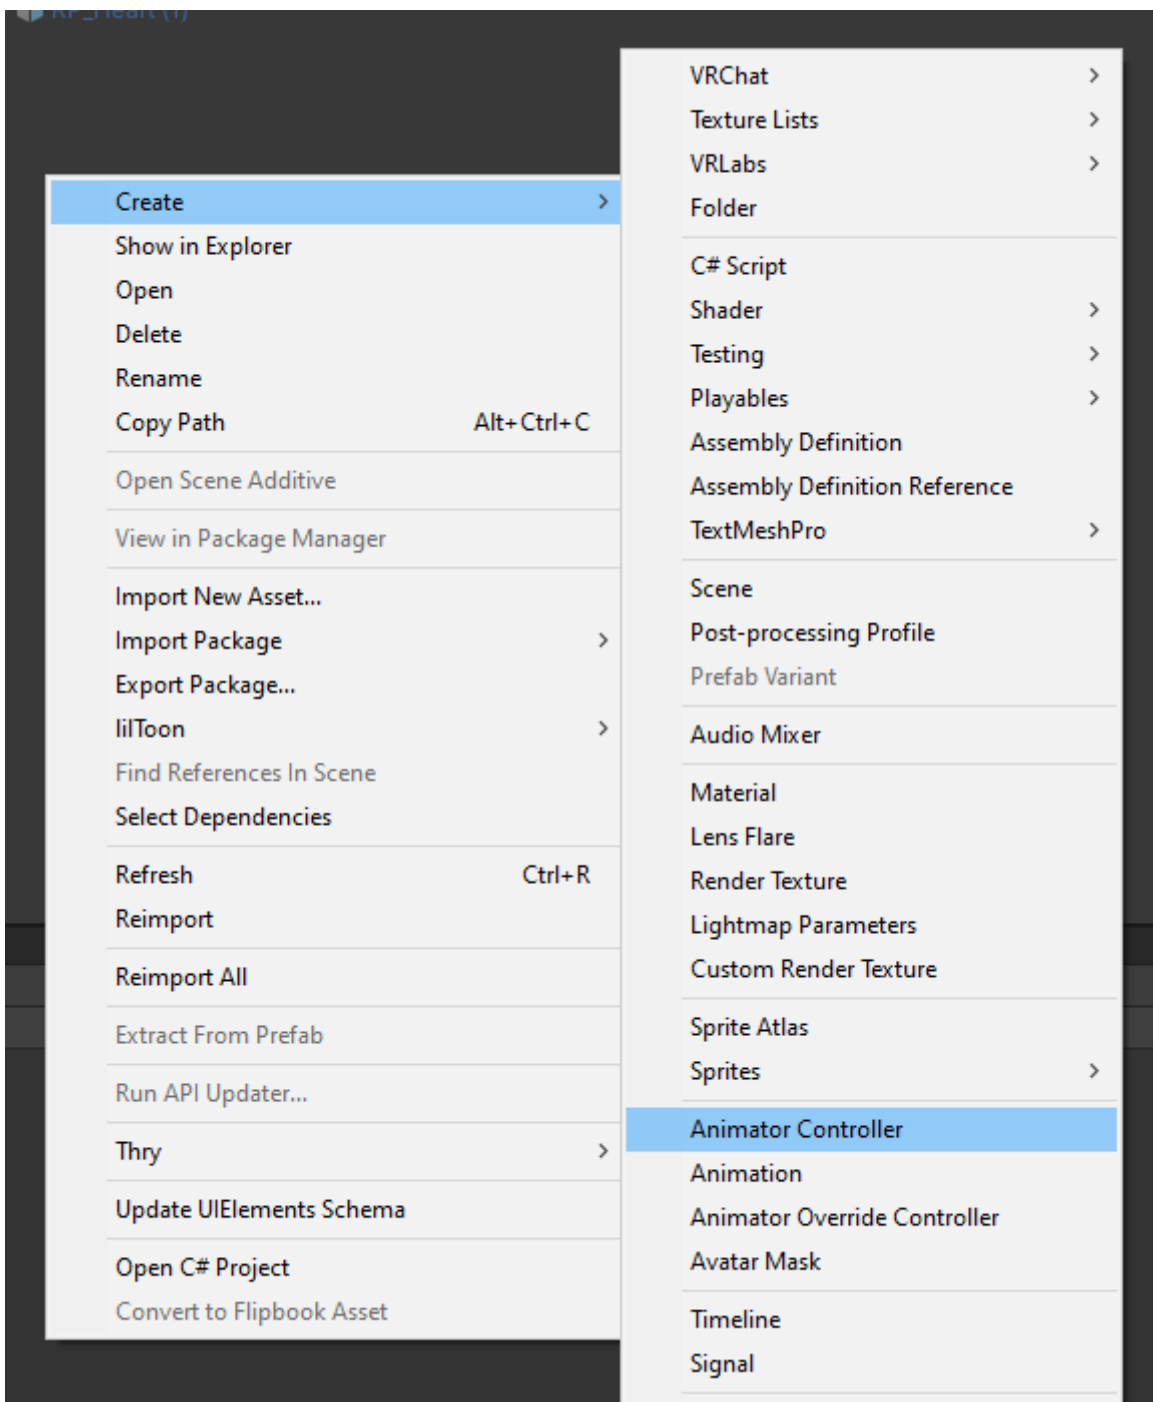 RP_Heart (1)
Create
Show in Explorer
Open
Delete
Rename
Copy Path Alt+Ctrl+C
Open Scene Additive
View in Package Manager
Import New Asset...
Import Package
Export Package...
lilToon
Find References In Scene
Select Dependencies
Refresh Ctrl+R
Reimport
Reimport All
Extract From Prefab
Run API Updater...
Thry
Update UIElements Schema
Open C# Project
Convert to Flipbook Asset
VRChat
Texture Lists
VRLabs
Folder
C# Script
Shader
Testing
Playables
Assembly Definition
Assembly Definition Reference
TextMeshPro
Scene
Post-processing Profile
Prefab Variant
Audio Mixer
Material
Lens Flare
Render Texture
Lightmap Parameters
Custom Render Texture
Sprite Atlas
Sprites
Animator Controller
Animation
Animator Override Controller
Avatar Mask
Timeline
Signal